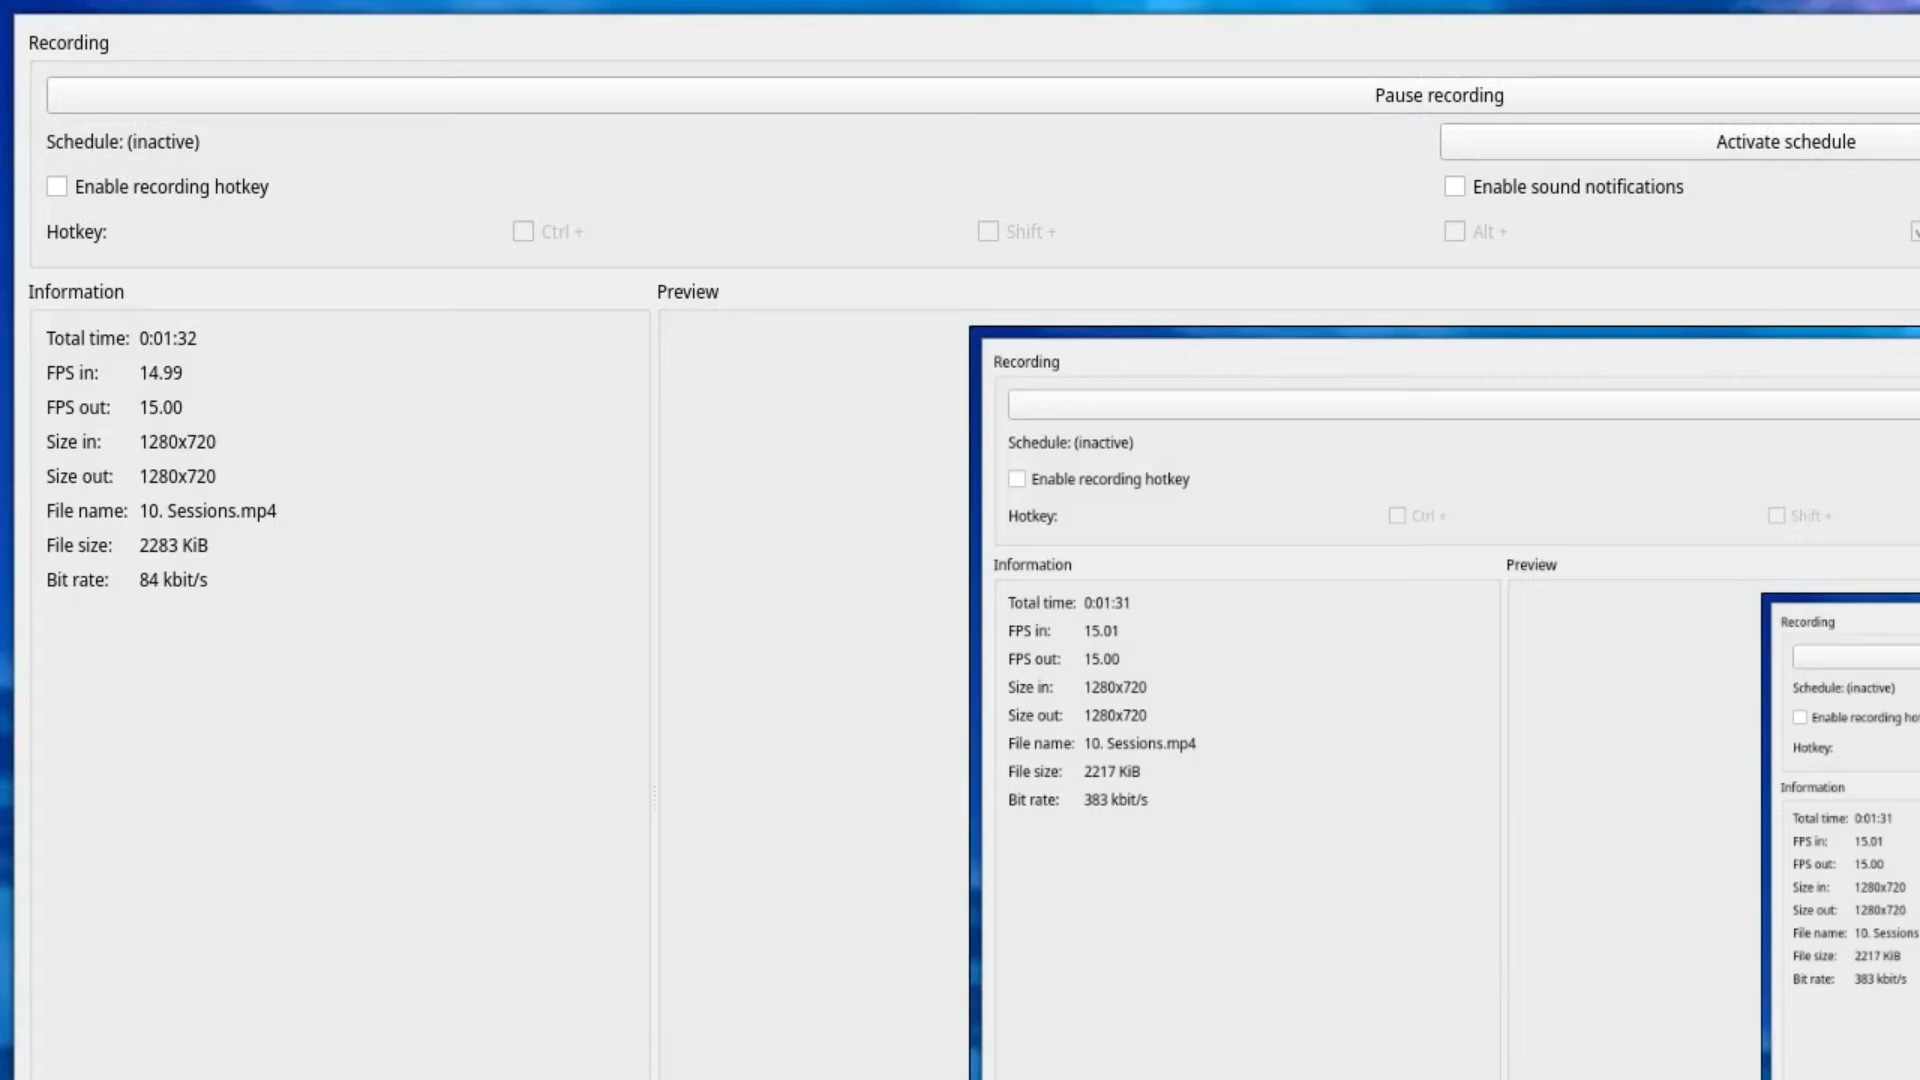 Recording
Pause recording
Schedule: (inactive)
Activate schedule
Enable recording hotkey
Enable sound notifications
Hotkey:
Ctrl +
Shift +
Alt +
Information
Total time: 0:01:32
FPS in: 14.99
FPS out: 15.00
Size in: 1280x720
Size out: 1280x720
File name: 10. Sessions.mp4
File size: 2283 KiB
Bit rate: 84 kbit/s
Preview
Recording
Schedule: (inactive)
Enable recording hotkey
Hotkey:
Ctrl +
Shift +
Information
Total time: 0:01:31
FPS in: 15.01
FPS out: 15.00
Size in: 1280x720
Size out: 1280x720
File name: 10. Sessions.mp4
File size: 2217 KiB
Bit rate: 383 kbit/s
Preview
Recording
Schedule: (inactive)
Enable recording ho
Hotkey:
Information
Total time: 0:01:31
FPS in: 15.01
FPS out: 15.00
Size in: 1280x720
Size out: 1280x720
File name: 10. Sessions
File size: 2217 KiB
Bit rate: 383 kbit/s